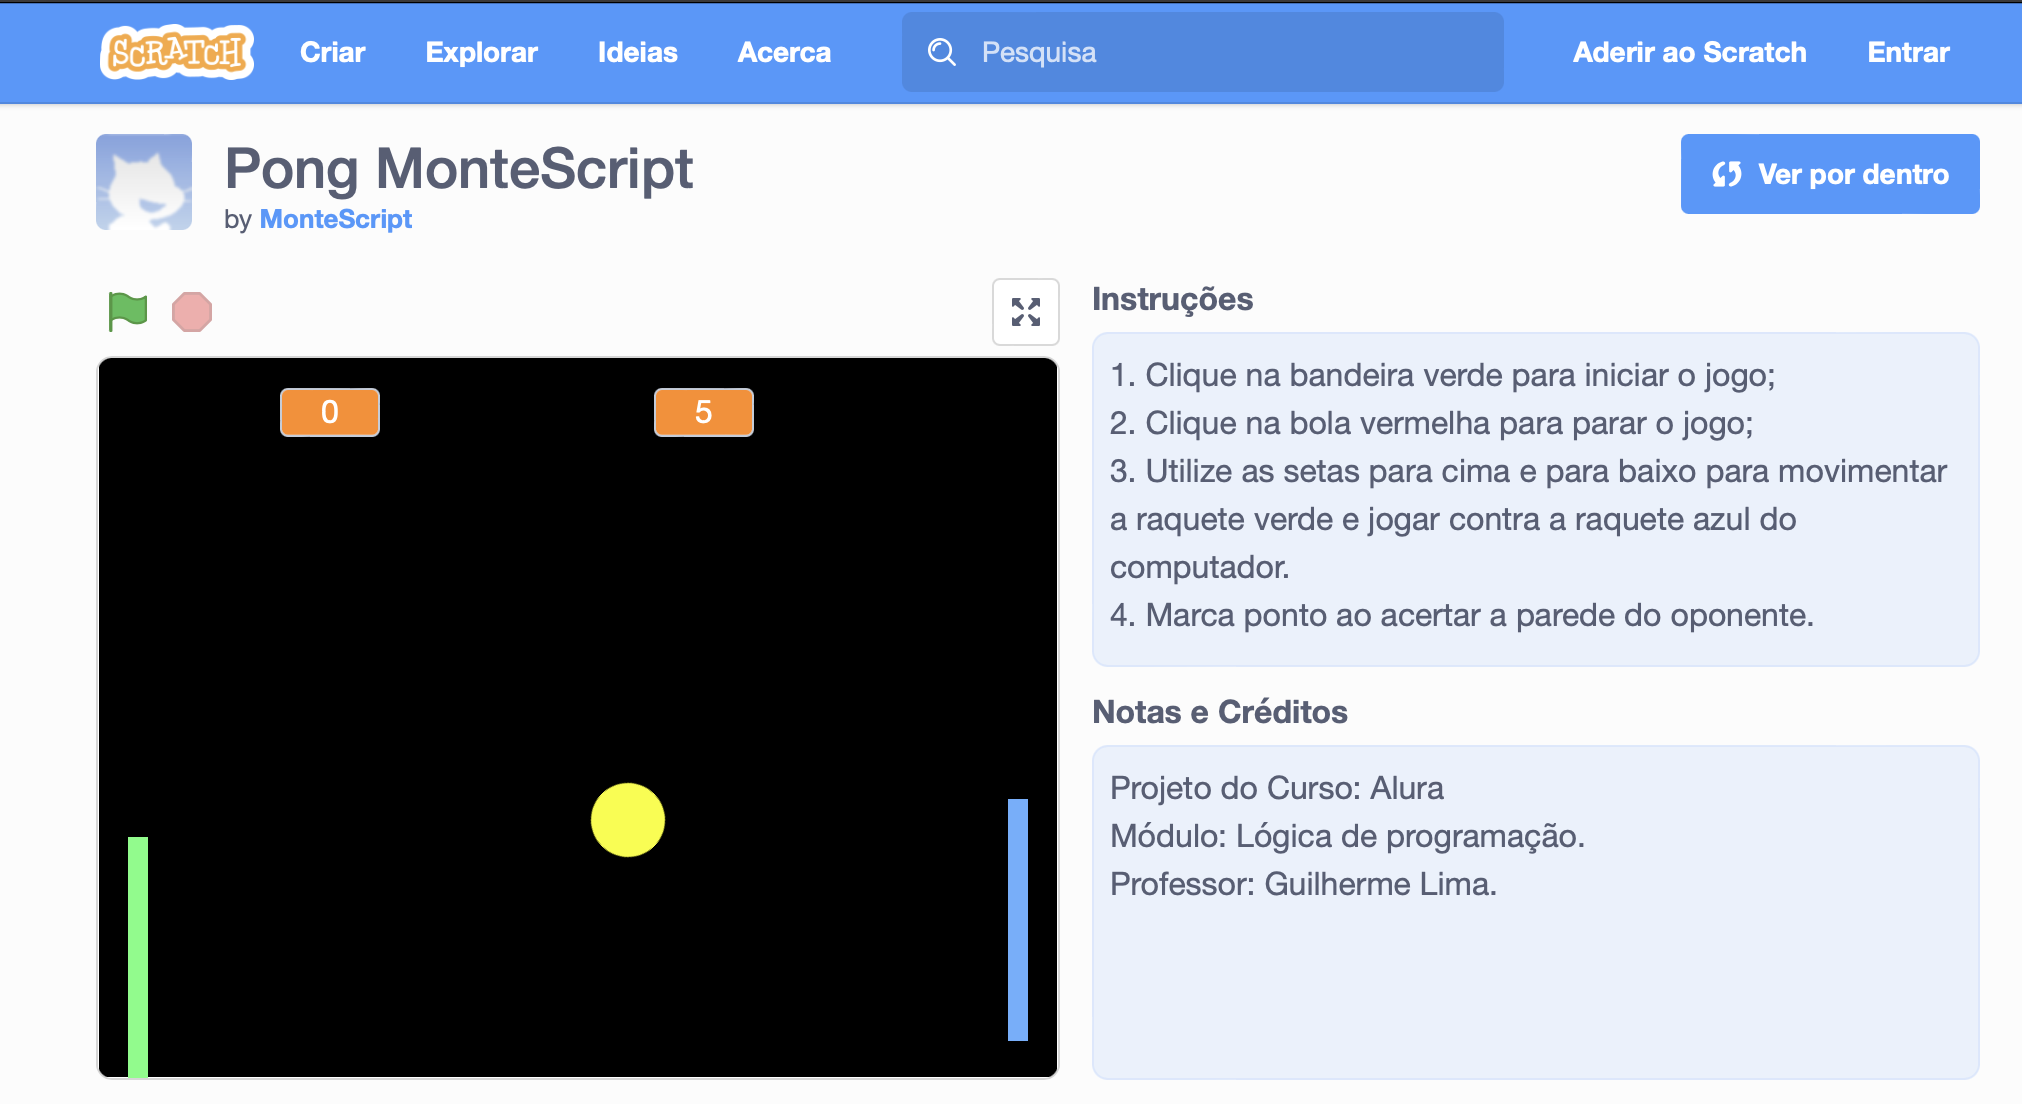 SCRATCH Criar Explorar Ideias Acerca Pesquisa Aderir ao Scratch Entrar
Pong MonteScript
by MonteScript
Ver por dentro
0 5
Instruções
1. Clique na bandeira verde para iniciar o jogo;
2. Clique na bola vermelha para parar o jogo;
3. Utilize as setas para cima e para baixo para movimentar
a raquete verde e jogar contra a raquete azul do
computador.
4. Marca ponto ao acertar a parede do oponente.
Notas e Créditos
Projeto do Curso: Alura
Módulo: Lógica de programação.
Professor: Guilherme Lima.